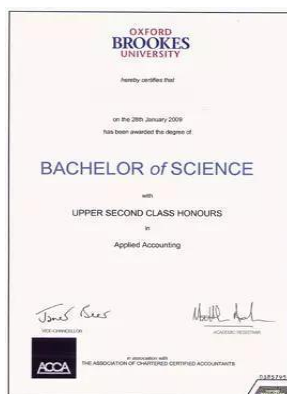 OXFORD
BROOKES
UNIVERSITY
hereby certifies that
on the 28th January 2009
has been awarded the degree of
BACHELOR of SCIENCE
with
UPPER SECOND CLASS HONOURS
in
Applied Accounting
VICE-CHANCELLOR
ACADEMIC REGISTRAR
ACCA
in association with
THE ASSOCIATION OF CHARTERED CERTIFIED ACCOUNTANTS